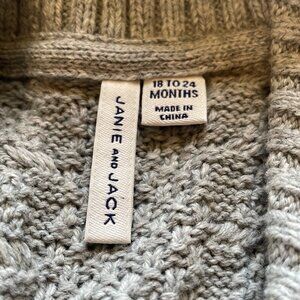 JANIE AND JACK
18 TO 24
MONTHS
MADE IN
CHINA